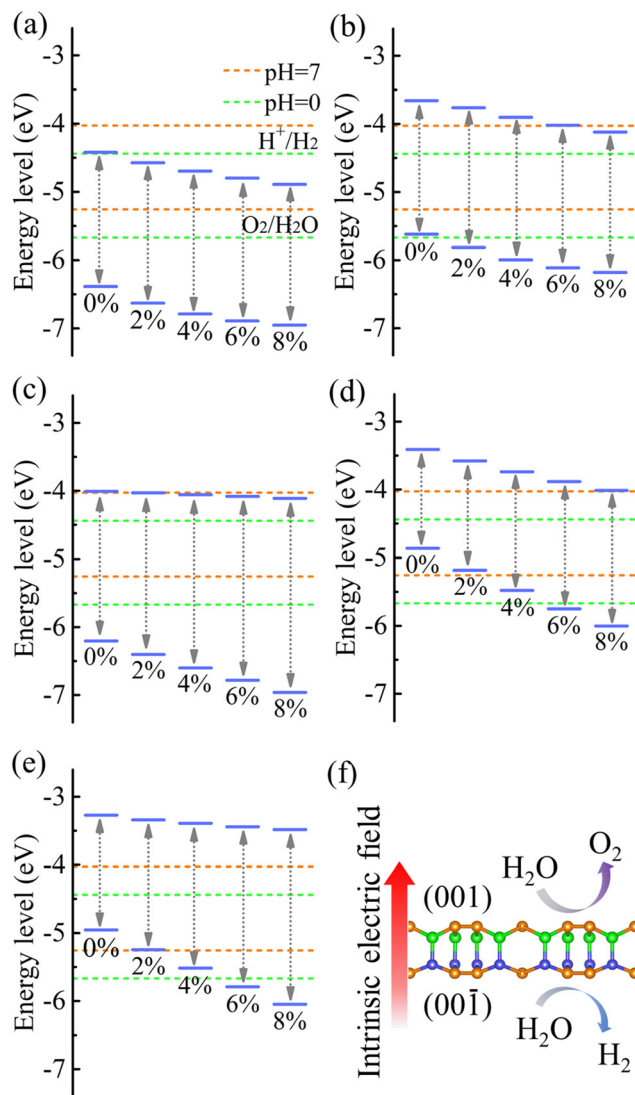 (a)
Energy level (eV)
-3
-4
-5
-6
-7
pH=7
pH=0
H⁺/H₂
O₂/H₂O
0%
2%
4%
6%
8%
(b)
Energy level (eV)
-3
-4
-5
-6
-7
0%
2%
4%
6%
8%
(c)
Energy level (eV)
-3
-4
-5
-6
-7
0%
2%
4%
6%
8%
(d)
Energy level (eV)
-3
-4
-5
-6
-7
0%
2%
4%
6%
8%
(e)
Energy level (eV)
-3
-4
-5
-6
-7
0%
2%
4%
6%
8%
(f)
Intrinsic electric field
O₂
H₂O
(001)
(001̄)
H₂O
H₂